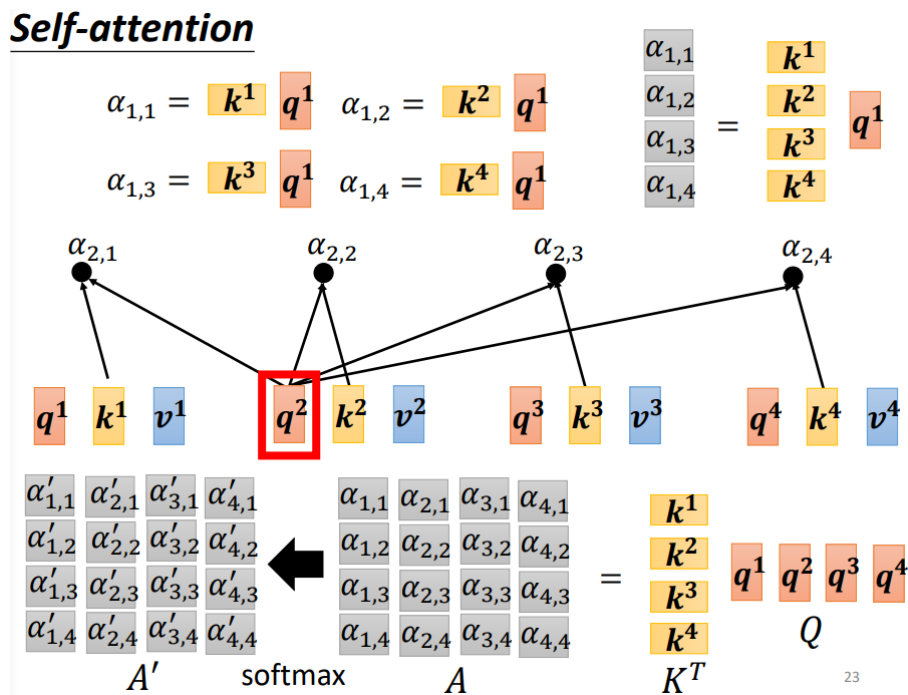 Self-attention
α1,1 = k¹ q¹ α1,2 = k² q¹
α1,3 = k³ q¹ α1,4 = k⁴ q¹
α1,1
α1,2
α1,3
α1,4
=
k¹
k²
k³
k⁴
q¹
α2,1 α2,2 α2,3 α2,4
q¹ k¹ v¹ q² k² v² q³ k³ v³ q⁴ k⁴ v⁴
α′1,1 α′2,1 α′3,1 α′4,1
α′1,2 α′2,2 α′3,2 α′4,2
α′1,3 α′2,3 α′3,3 α′4,3
α′1,4 α′2,4 α′3,4 α′4,4
A′
softmax
α1,1 α2,1 α3,1 α4,1
α1,2 α2,2 α3,2 α4,2
α1,3 α2,3 α3,3 α4,3
α1,4 α2,4 α3,4 α4,4
A
=
k¹
k²
k³
k⁴
Kᵀ
q¹ q² q³ q⁴
Q
23